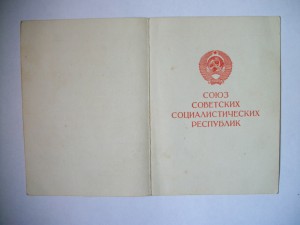 СОЮЗ
СОВЕТСКИХ
СОЦИАЛИСТИЧЕСКИХ
РЕСПУБЛИК